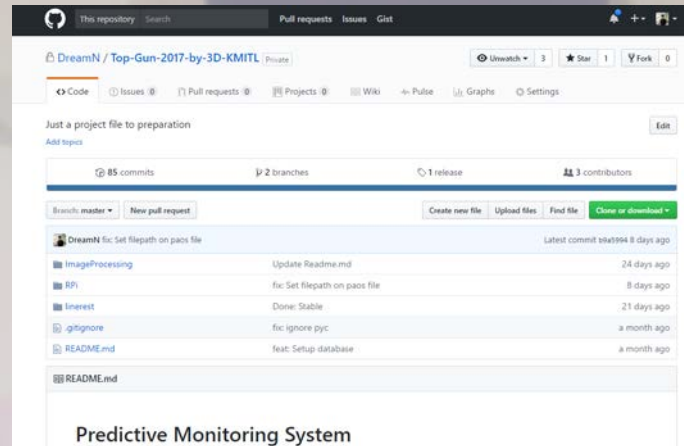 This repository Search Pull requests Issues Gist
DreamN / Top-Gun-2017-by-3D-KMITL Private Unwatch 3 Star 1 Fork 0
Code Issues 0 Pull requests 0 Projects 0 Wiki Pulse Graphs Settings
Just a project file to preparation Edit
Add topics
85 commits 2 branches 1 release 3 contributors
Branch: master New pull request Create new file Upload files Find file Clone or download
DreamN fix: Set filepath on paos file Latest commit b9a5994 8 days ago
ImageProcessing Update Readme.md 24 days ago
RPi fix: Set filepath on paos file 8 days ago
linerest Done: Stable 21 days ago
.gitignore fix: ignore pyc a month ago
README.md feat: Setup database a month ago
README.md
Predictive Monitoring System